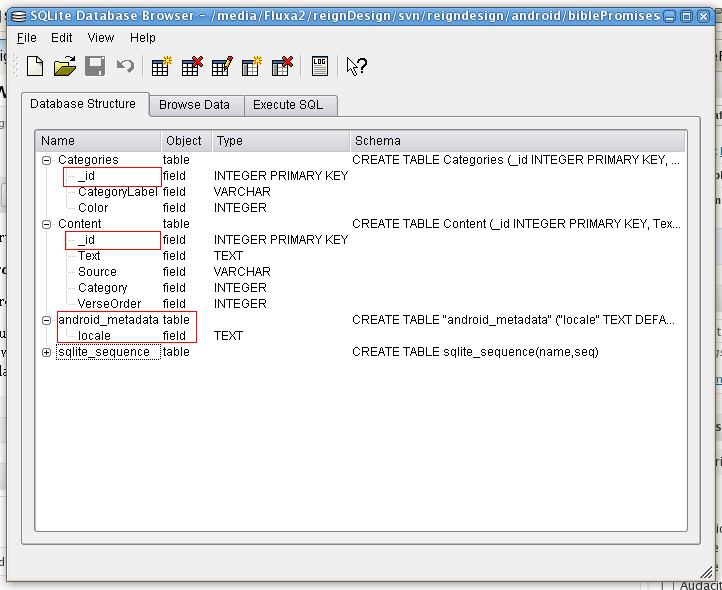 SQLite Database Browser - /media/Fluxa2/reignDesign/svn/reigndesign/android/biblePromises
File Edit View Help
Database Structure Browse Data Execute SQL
Name Object Type Schema
Categories table CREATE TABLE Categories (_id INTEGER PRIMARY KEY, ...
_id field INTEGER PRIMARY KEY
CategoryLabel field VARCHAR
Color field INTEGER
Content table CREATE TABLE Content (_id INTEGER PRIMARY KEY, Tex...
_id field INTEGER PRIMARY KEY
Text field TEXT
Source field VARCHAR
Category field INTEGER
VerseOrder field INTEGER
android_metadata table CREATE TABLE "android_metadata" ("locale" TEXT DEFA...
locale field TEXT
sqlite_sequence table CREATE TABLE sqlite_sequence(name,seq)
LOG
Audacit